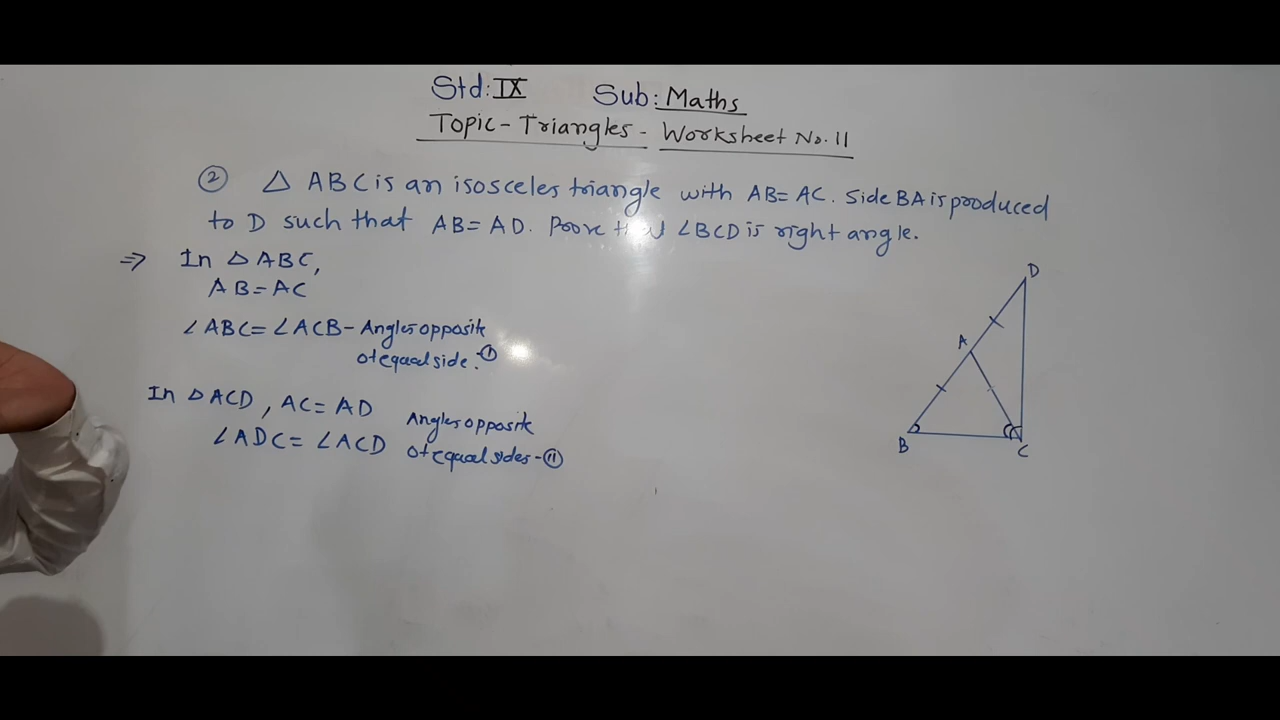 Std: IX Sub: Maths
Topic - Triangles - Worksheet No. 11
② △ ABC is an isosceles triangle with AB = AC. Side BA is produced
to D such that AB = AD. Prove that ∠BCD is right angle.
⇒ In △ ABC,
AB = AC
∠ABC = ∠ACB - Angles opposite
of equal side. - Ⓘ
In △ ACD, AC = AD Angles opposite
∠ADC = ∠ACD of equal sides - ⑪
D
A
B
C